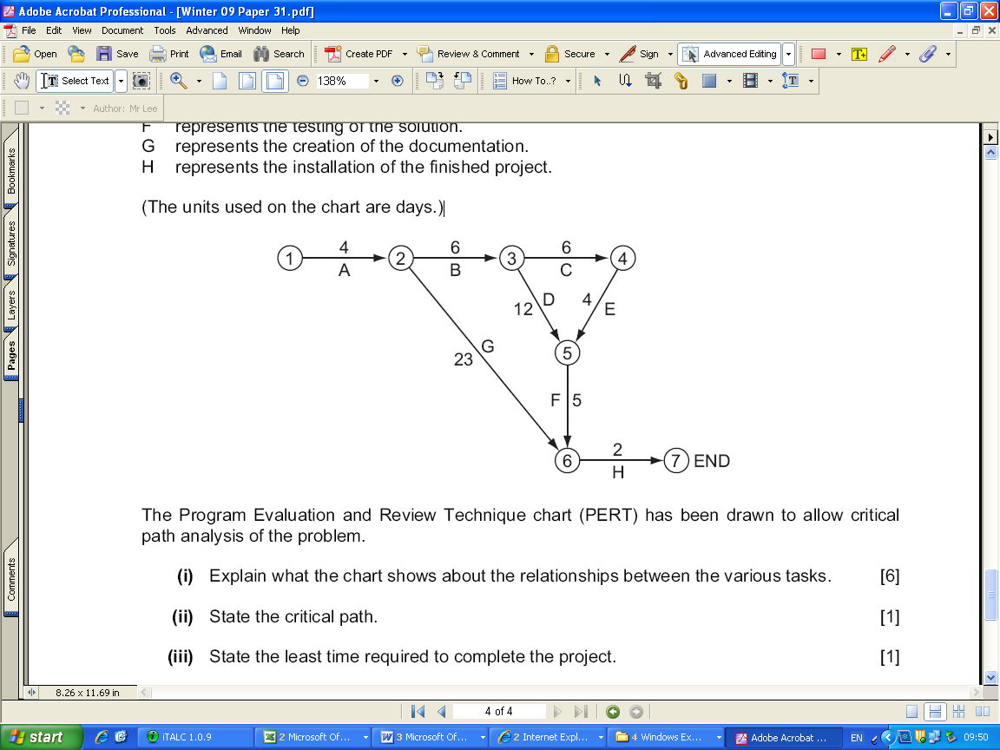 Adobe Acrobat Professional - [Winter 09 Paper 31.pdf]
File Edit View Document Tools Advanced Window Help
Open Save Print Email Search Create PDF Review & Comment Secure Sign Advanced Editing
Select Text 138% How To..?
Author: Mr Lee
Bookmarks
Signatures
Layers
Pages
Comments
F represents the testing of the solution.
G represents the creation of the documentation.
H represents the installation of the finished project.
(The units used on the chart are days.)
4 6 6
1 2 3 4
A B C
D 4
12 E
5
G
23
F 5
2
6 7 END
H
The Program Evaluation and Review Technique chart (PERT) has been drawn to allow critical
path analysis of the problem.
(i) Explain what the chart shows about the relationships between the various tasks. [6]
(ii) State the critical path. [1]
(iii) State the least time required to complete the project. [1]
8.26 x 11.69 in
4 of 4
start iTALC 1.0.9 2 Microsoft Of... 3 Microsoft Of... 2 Internet Expl... 4 Windows Ex... Adobe Acrobat ... EN 09:50